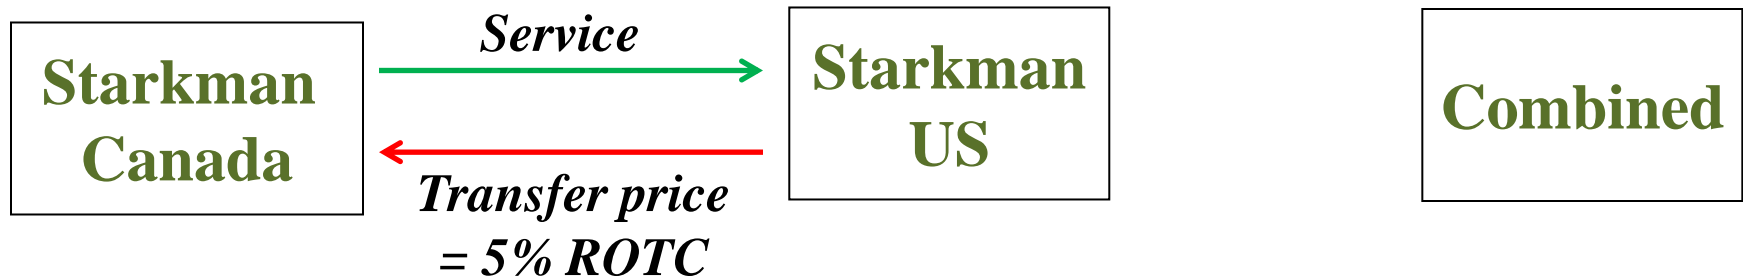 Starkman
Canada
Service
Transfer price
= 5% ROTC
Starkman
US
Combined